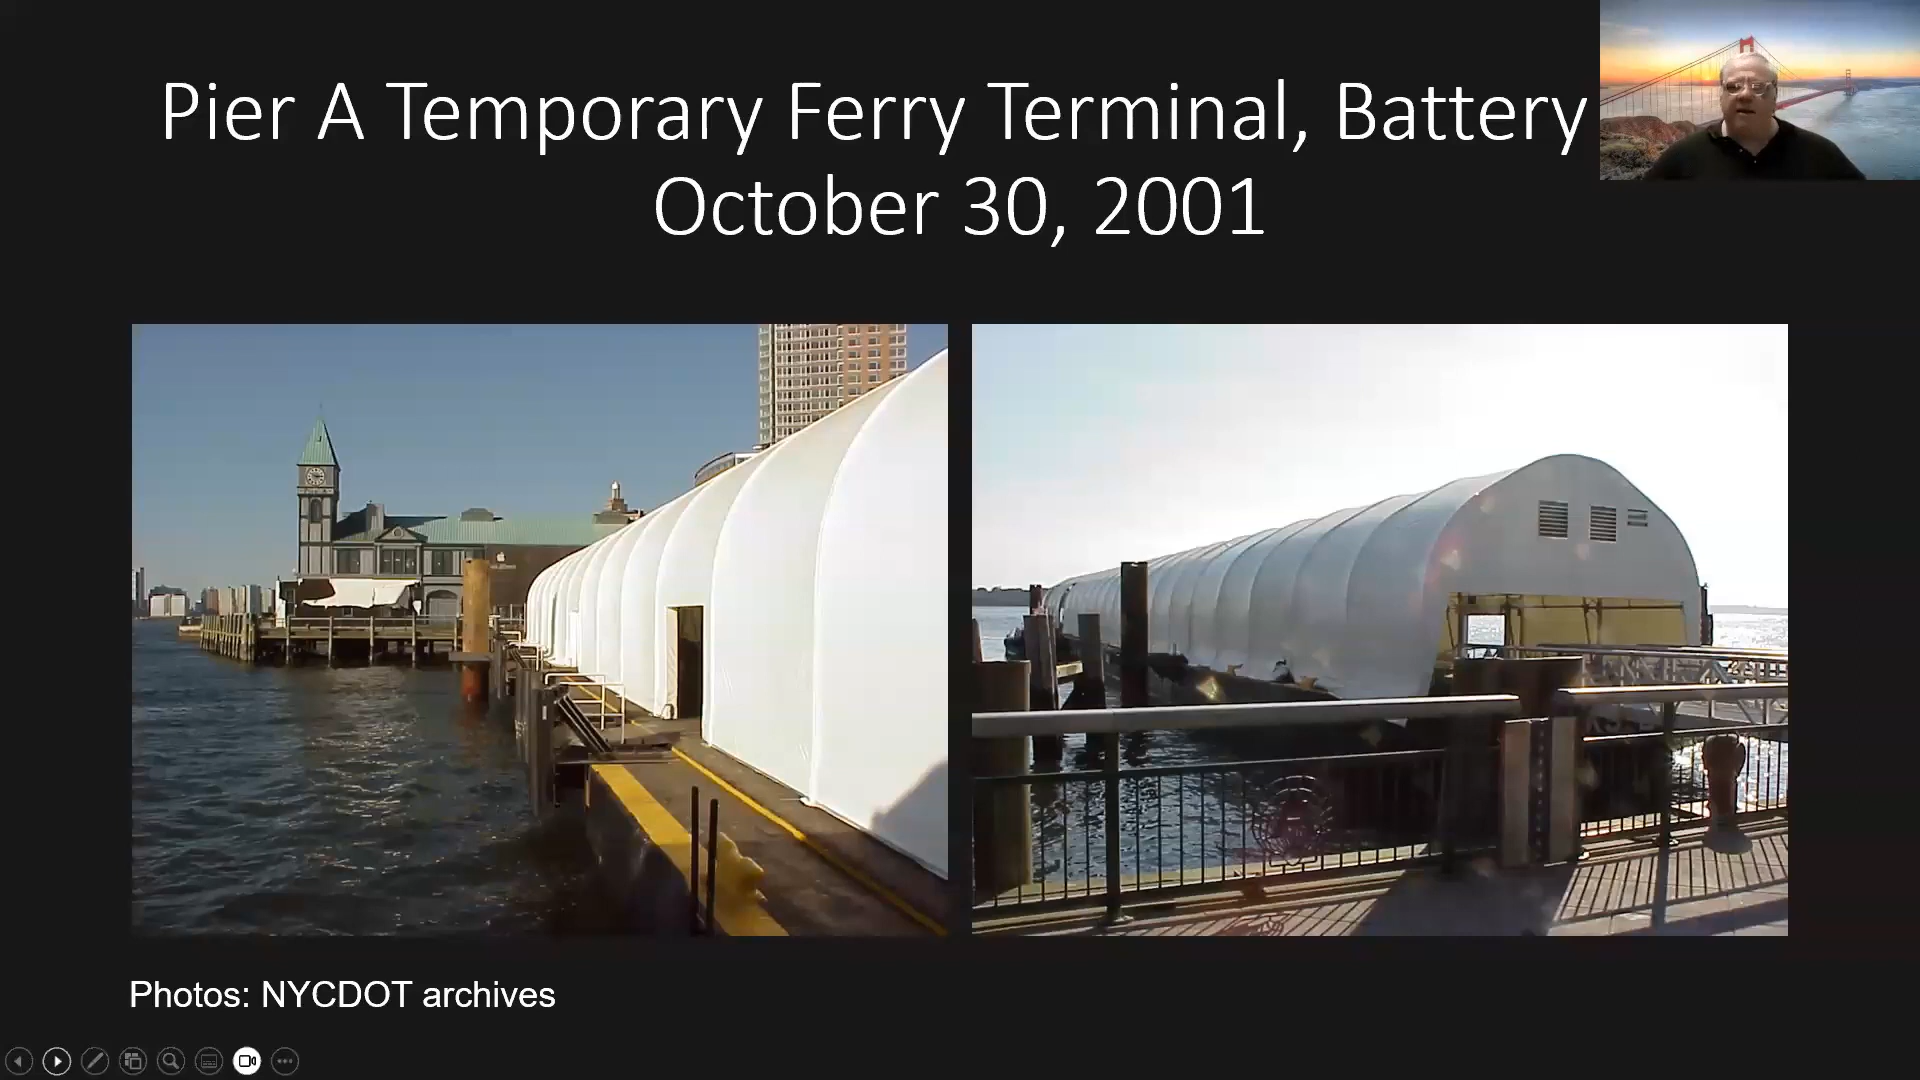 Pier A Temporary Ferry Terminal, Battery
October 30, 2001
Photos: NYCDOT archives